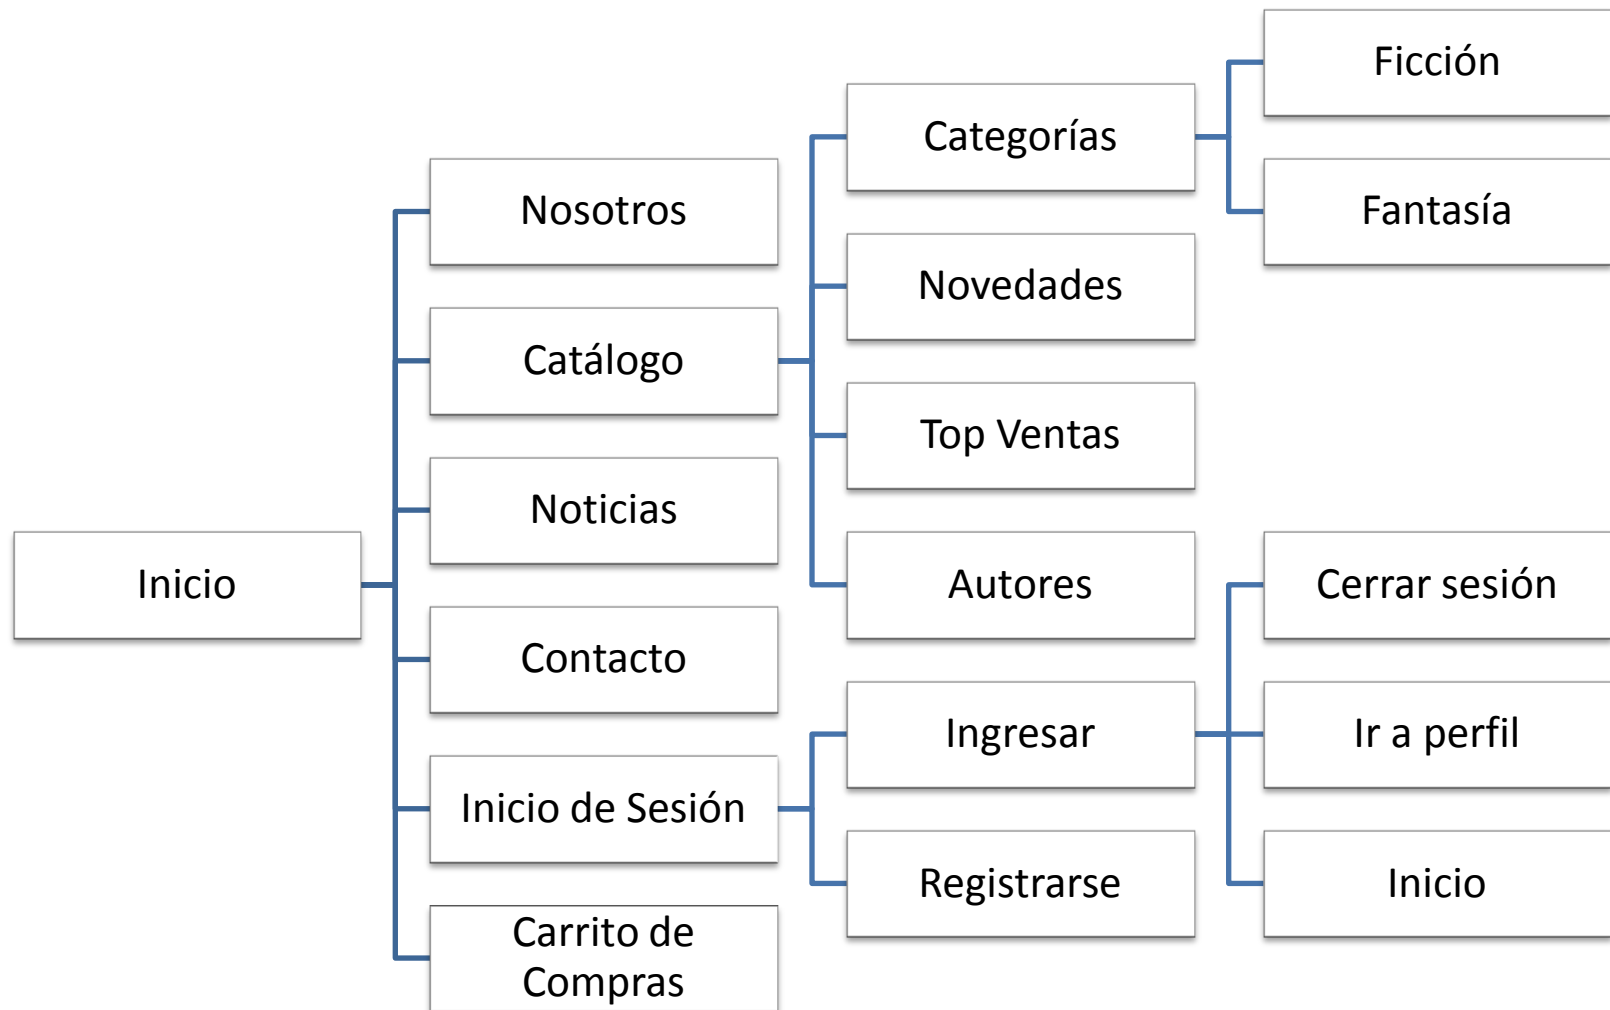 Inicio
Nosotros
Catálogo
Noticias
Contacto
Inicio de Sesión
Carrito de
Compras
Categorías
Novedades
Top Ventas
Autores
Ingresar
Registrarse
Ficción
Fantasía
Cerrar sesión
Ir a perfil
Inicio